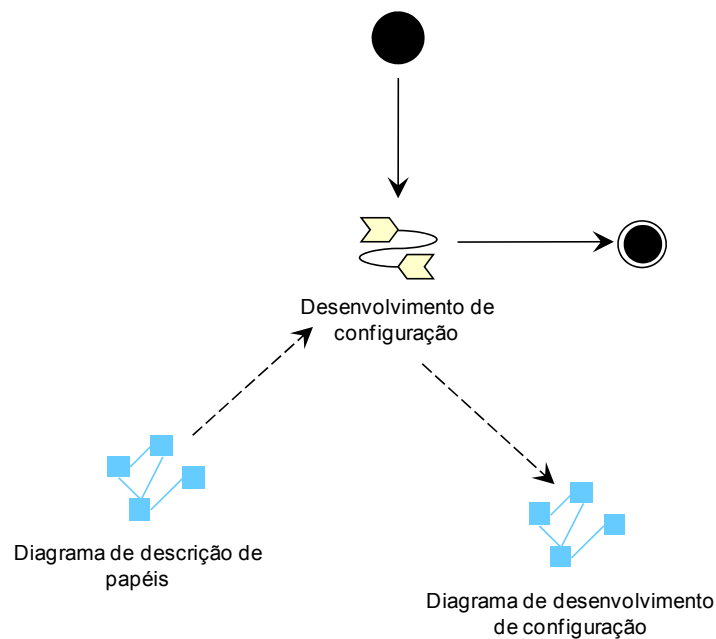 Desenvolvimento de
configuração
Diagrama de descrição de
papéis
Diagrama de desenvolvimento
de configuração